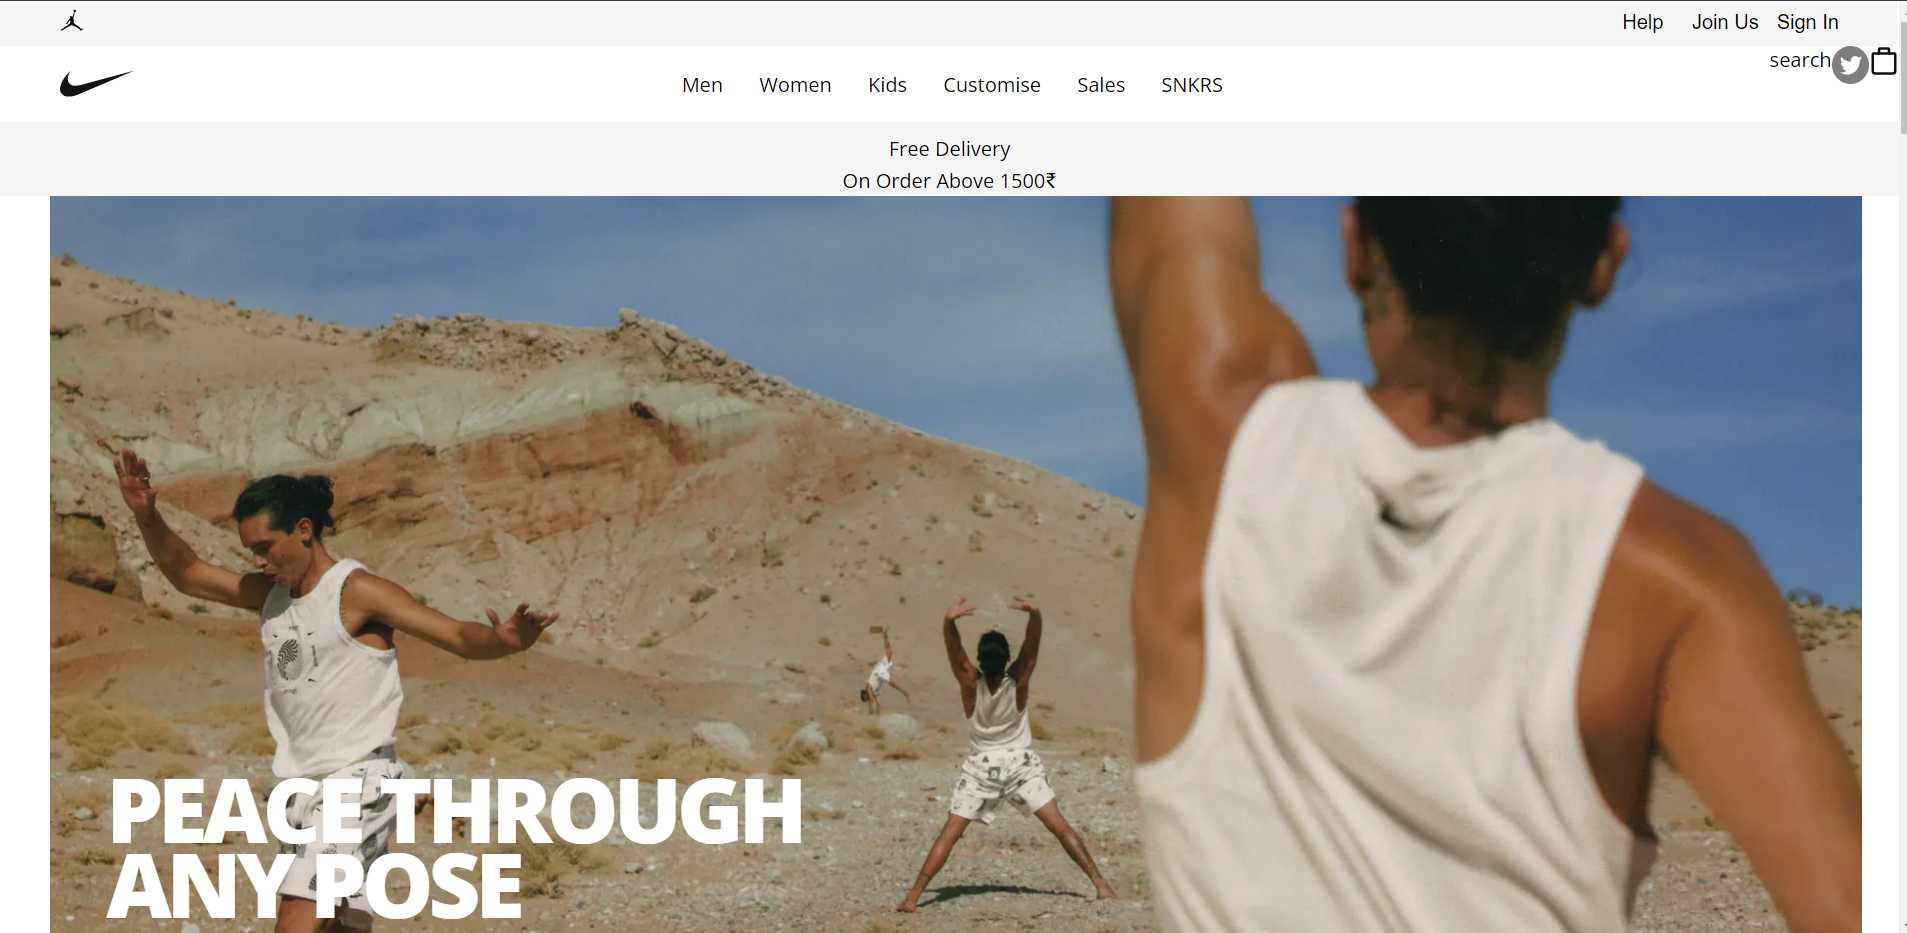 Help Join Us Sign In
search
Men Women Kids Customise Sales SNKRS
Free Delivery
On Order Above 1500₹
PEACE THROUGH
ANY POSE